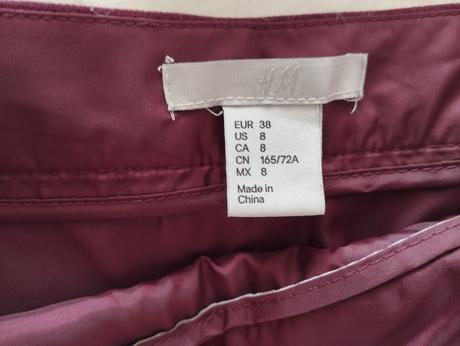 H&M
EUR 38
US 8
CA 8
CN 165/72A
MX 8
Made in
China